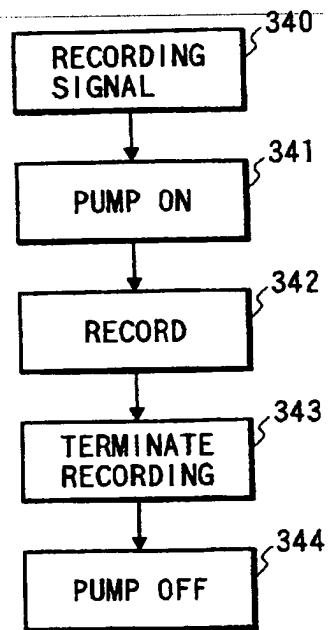 340
RECORDING
SIGNAL
341
PUMP ON
342
RECORD
343
TERMINATE
RECORDING
344
PUMP OFF